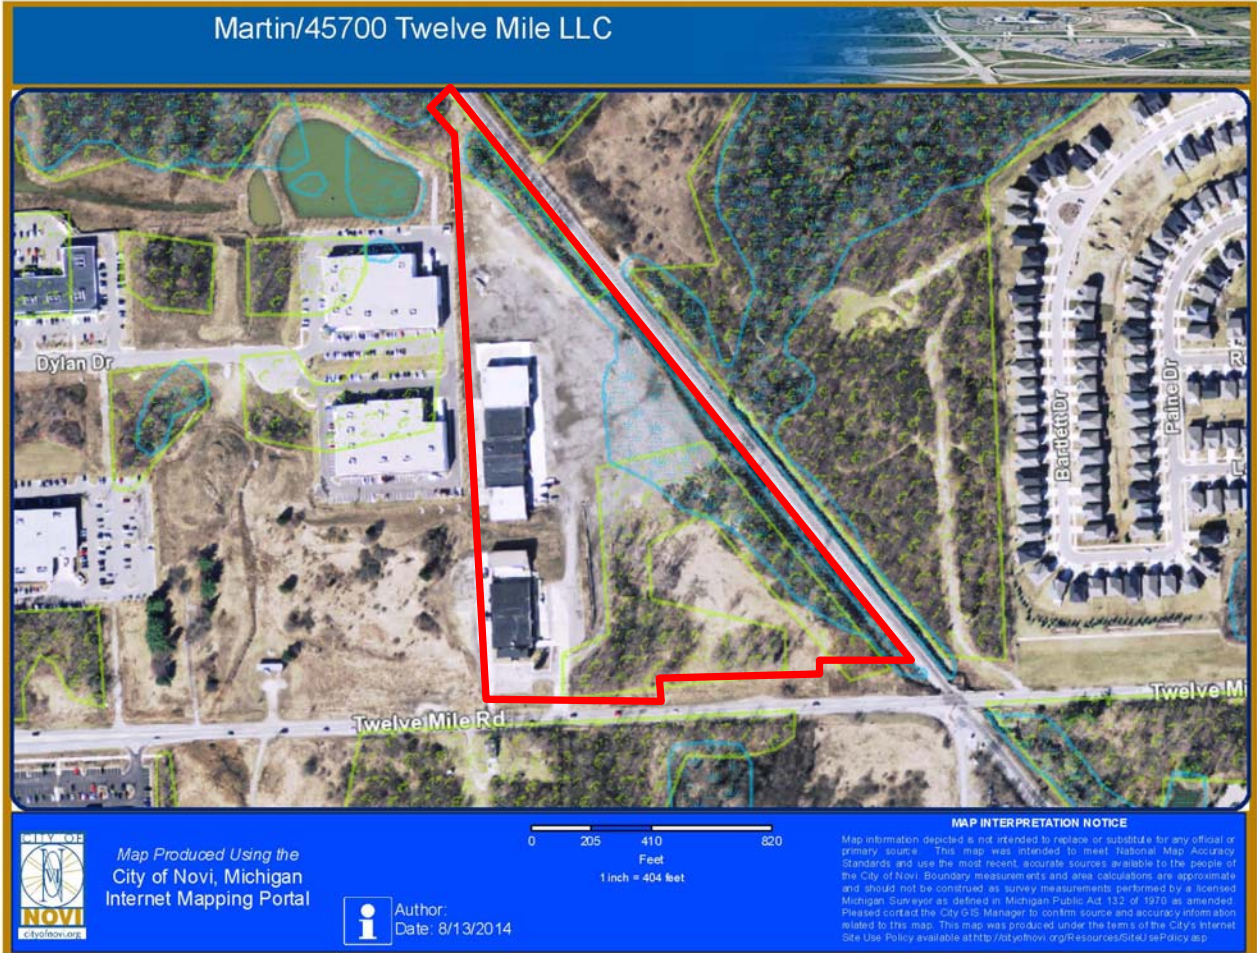 Martin/45700 Twelve Mile LLC
Dylan Dr
Bartlett Dr
Paine Dr
R
Twelve Mile Rd
Twelve Mi
CITY OF
NOVI
cityofnovi.org
Map Produced Using the
City of Novi, Michigan
Internet Mapping Portal
0 205 410 820
Feet
1 inch = 404 feet
i
Author:
Date: 8/13/2014
MAP INTERPRETATION NOTICE
Map information depicted is not intended to replace or substitute for any official or
primary source. This map was intended to meet National Map Accuracy
Standards and use the most recent, accurate sources available to the people of
the City of Novi. Boundary measurements and area calculations are approximate
and should not be construed as survey measurements performed by a licensed
Michigan Surveyor as defined in Michigan Public Act 132 of 1970 as amended.
Pleased contact the City GIS Manager to confirm source and accuracy information
related to this map. This map was produced under the terms of the City's Internet
Site Use Policy available at http://cityofnovi.org/Resources/SiteUsePolicy.asp